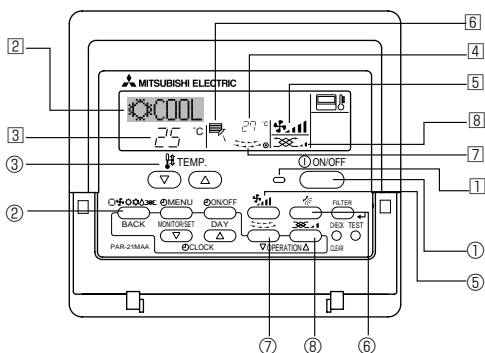 6
2
4
MITSUBISHI ELECTRIC
5
COOL
27 °C
3
25 °C
8
7
③ TEMP.
ON/OFF
1
② MENU ON/OFF FILTER
BACK MONITOR/SET DAY CHECK TEST
PAR-21MAA CLOCK ▽OPERATION△ CLEAR
①
⑤
⑦ ⑧ ⑥